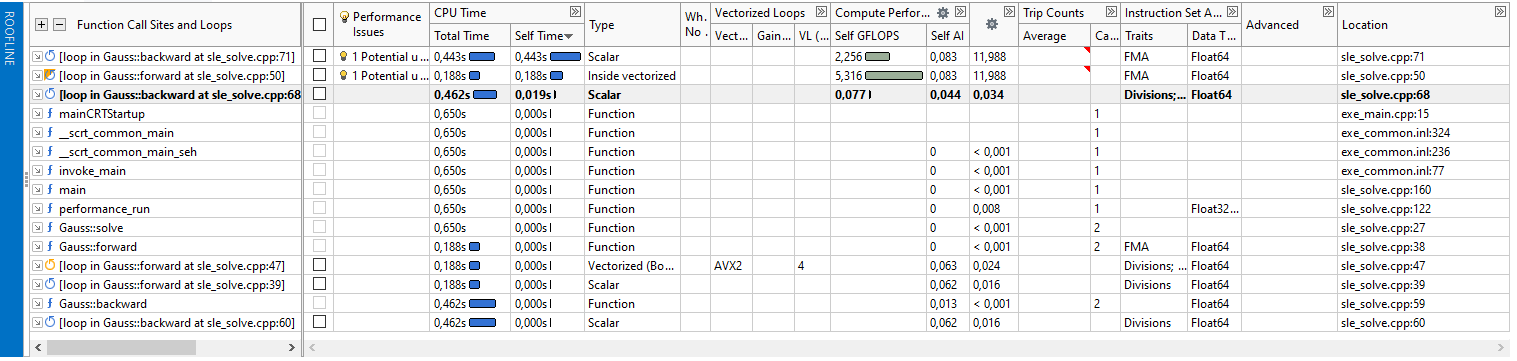 ROOFLINE
+ - Function Call Sites and Loops Performance Issues CPU Time Type Wh... No ... Vectorized Loops Compute Perfor... Trip Counts Instruction Set A... Advanced Location
Total Time Self Time Vect... Gain... VL (... Self GFLOPS Self AI Average Ca... Traits Data T...
[loop in Gauss::backward at sle_solve.cpp:71] 1 Potential u ... 0,443s 0,443s Scalar 2,256 0,083 11,988 FMA Float64 sle_solve.cpp:71
[loop in Gauss::forward at sle_solve.cpp:50] 1 Potential u ... 0,188s 0,188s Inside vectorized 5,316 0,083 11,988 FMA Float64 sle_solve.cpp:50
[loop in Gauss::backward at sle_solve.cpp:68 0,462s 0,019s Scalar 0,077 0,044 0,034 Divisions;... Float64 sle_solve.cpp:68
f mainCRTStartup 0,650s 0,000s Function 1 exe_main.cpp:15
f __scrt_common_main 0,650s 0,000s Function 1 exe_common.inl:324
f __scrt_common_main_seh 0,650s 0,000s Function 0 < 0,001 1 exe_common.inl:236
f invoke_main 0,650s 0,000s Function 0 < 0,001 1 exe_common.inl:77
f main 0,650s 0,000s Function 0 < 0,001 1 sle_solve.cpp:160
f performance_run 0,650s 0,000s Function 0 0,008 1 Float32... sle_solve.cpp:122
f Gauss::solve 0,650s 0,000s Function 0 < 0,001 2 sle_solve.cpp:27
f Gauss::forward 0,188s 0,000s Function 0 < 0,001 2 FMA Float64 sle_solve.cpp:38
[loop in Gauss::forward at sle_solve.cpp:47] 0,188s 0,000s Vectorized (Bo... AVX2 4 0,063 0,024 Divisions; ... Float64 sle_solve.cpp:47
[loop in Gauss::forward at sle_solve.cpp:39] 0,188s 0,000s Scalar 0,062 0,016 Divisions Float64 sle_solve.cpp:39
f Gauss::backward 0,462s 0,000s Function 0,013 < 0,001 2 Float64 sle_solve.cpp:59
[loop in Gauss::backward at sle_solve.cpp:60] 0,462s 0,000s Scalar 0,062 0,016 Divisions Float64 sle_solve.cpp:60